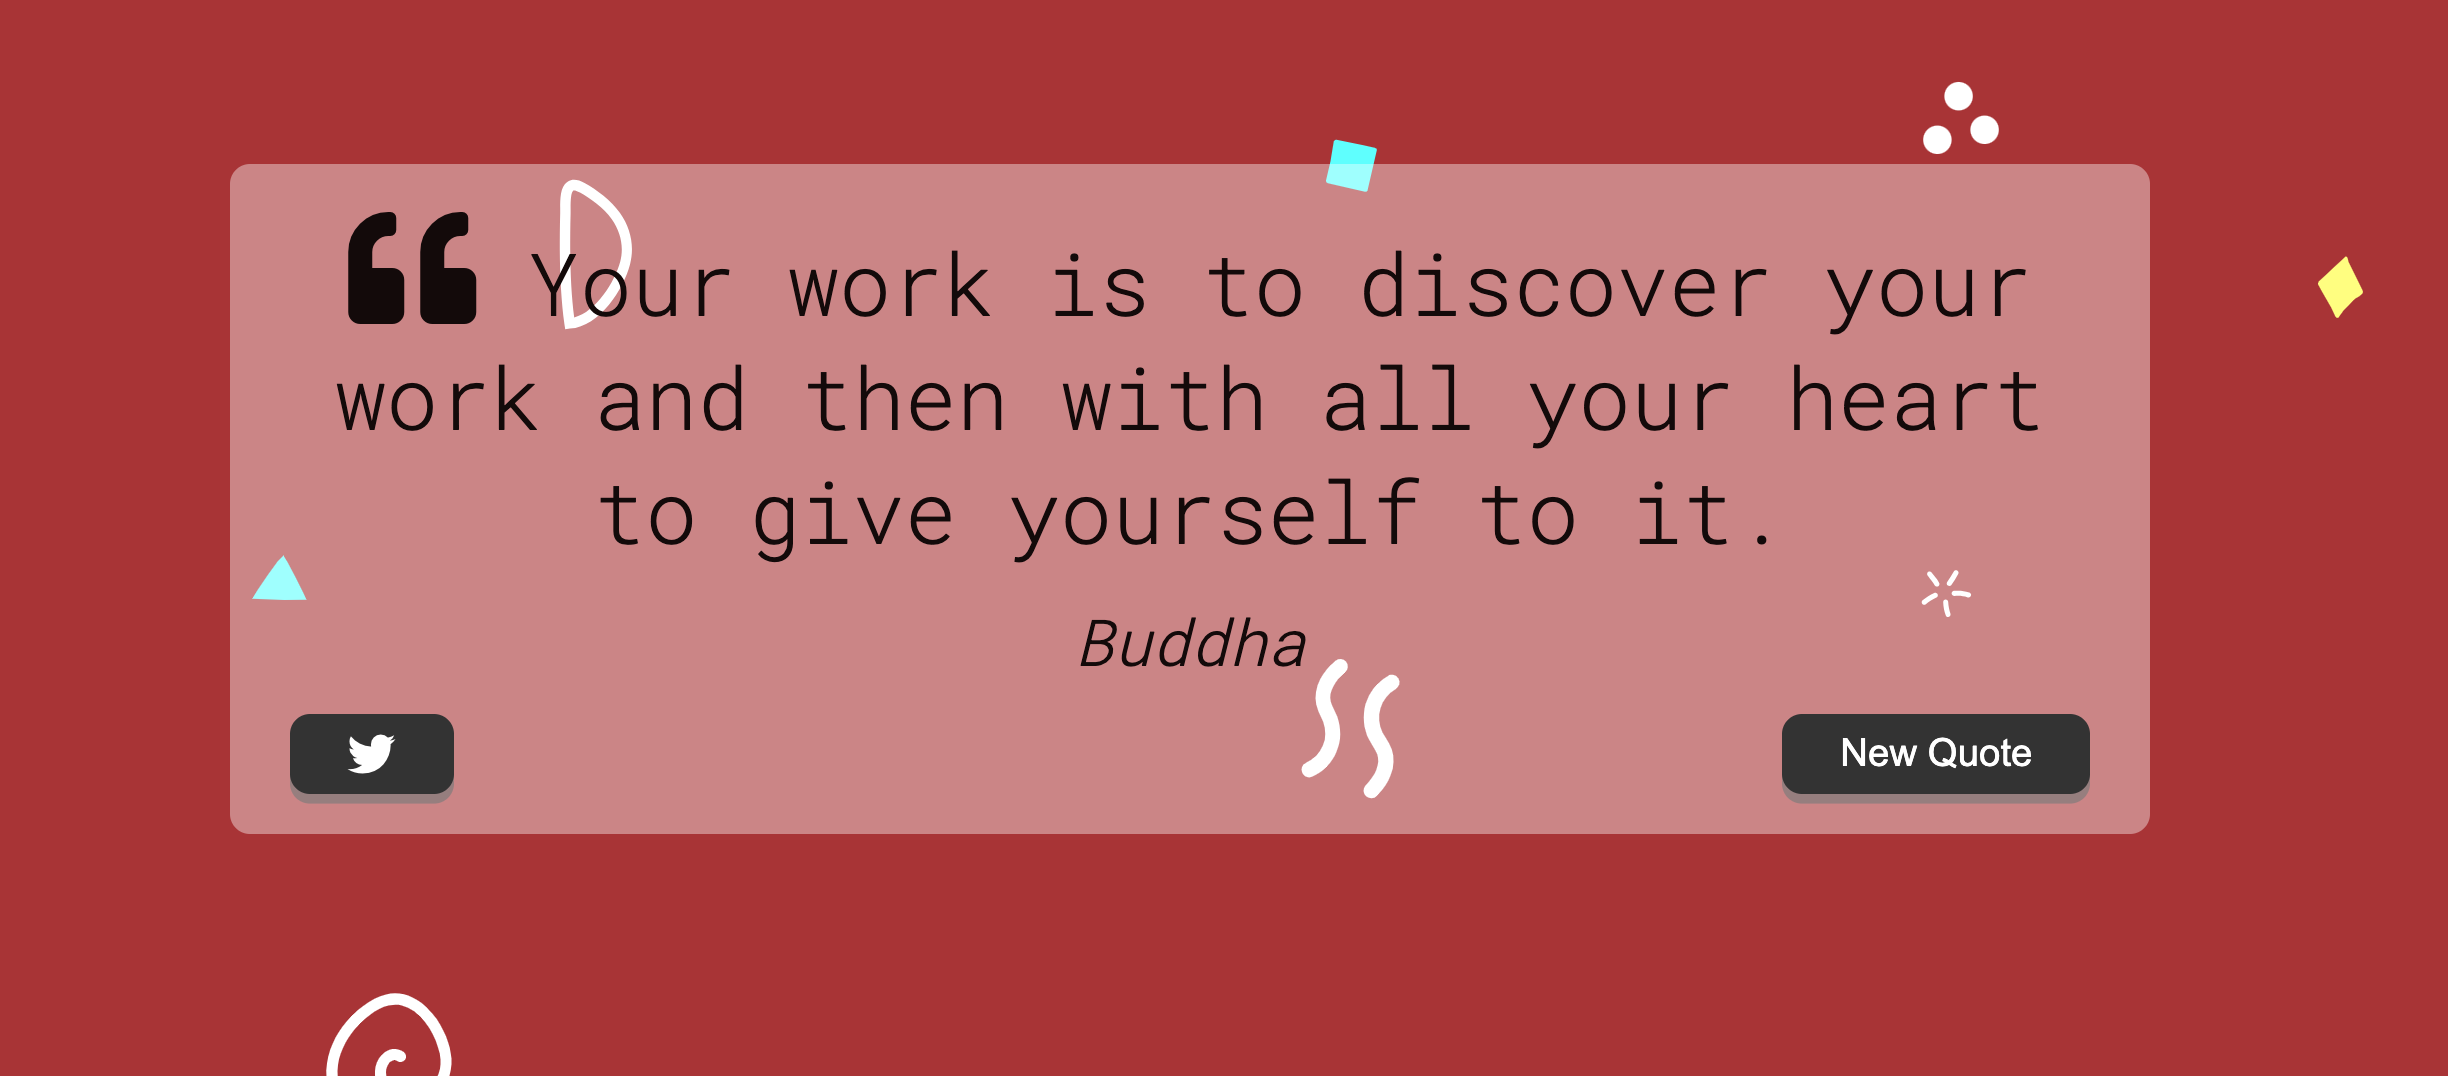 “ Your work is to discover your
work and then with all your heart
to give yourself to it.
Buddha
New Quote